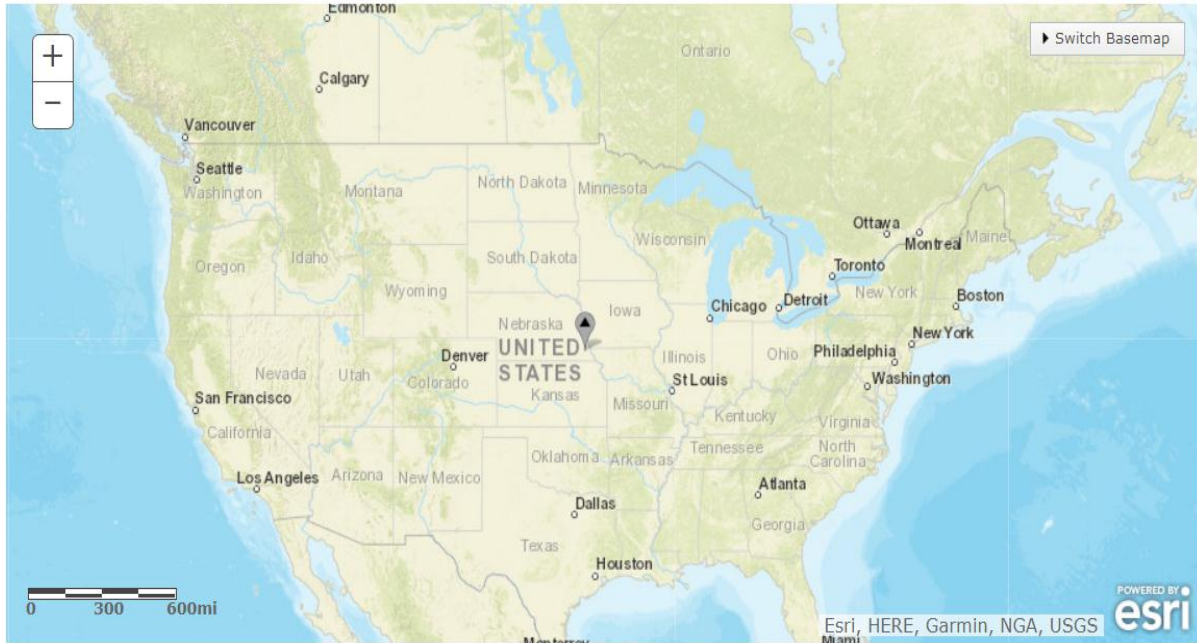 Edmonton
+
Switch Basemap
Ontario
Calgary
−
Vancouver
Seattle
Washington
Montana
North Dakota
Minnesota
Ottawa
Montreal
Maine
Wisconsin
Oregon
Idaho
South Dakota
Toronto
Wyoming
New York
Boston
Chicago
Detroit
Iowa
Nebraska
New York
UNITED
STATES
Denver
Illinois
Ohio
Philadelphia
Nevada
Utah
Colorado
Kansas
St Louis
Washington
San Francisco
Missouri
Kentucky
Virginia
California
Tennessee
North
Carolina
Oklahoma
Arkansas
Los Angeles
Arizona
New Mexico
Atlanta
Dallas
Georgia
Texas
Houston
0 300 600mi
POWERED BY
esri
Esri, HERE, Garmin, NGA, USGS
Monterrey
Miami